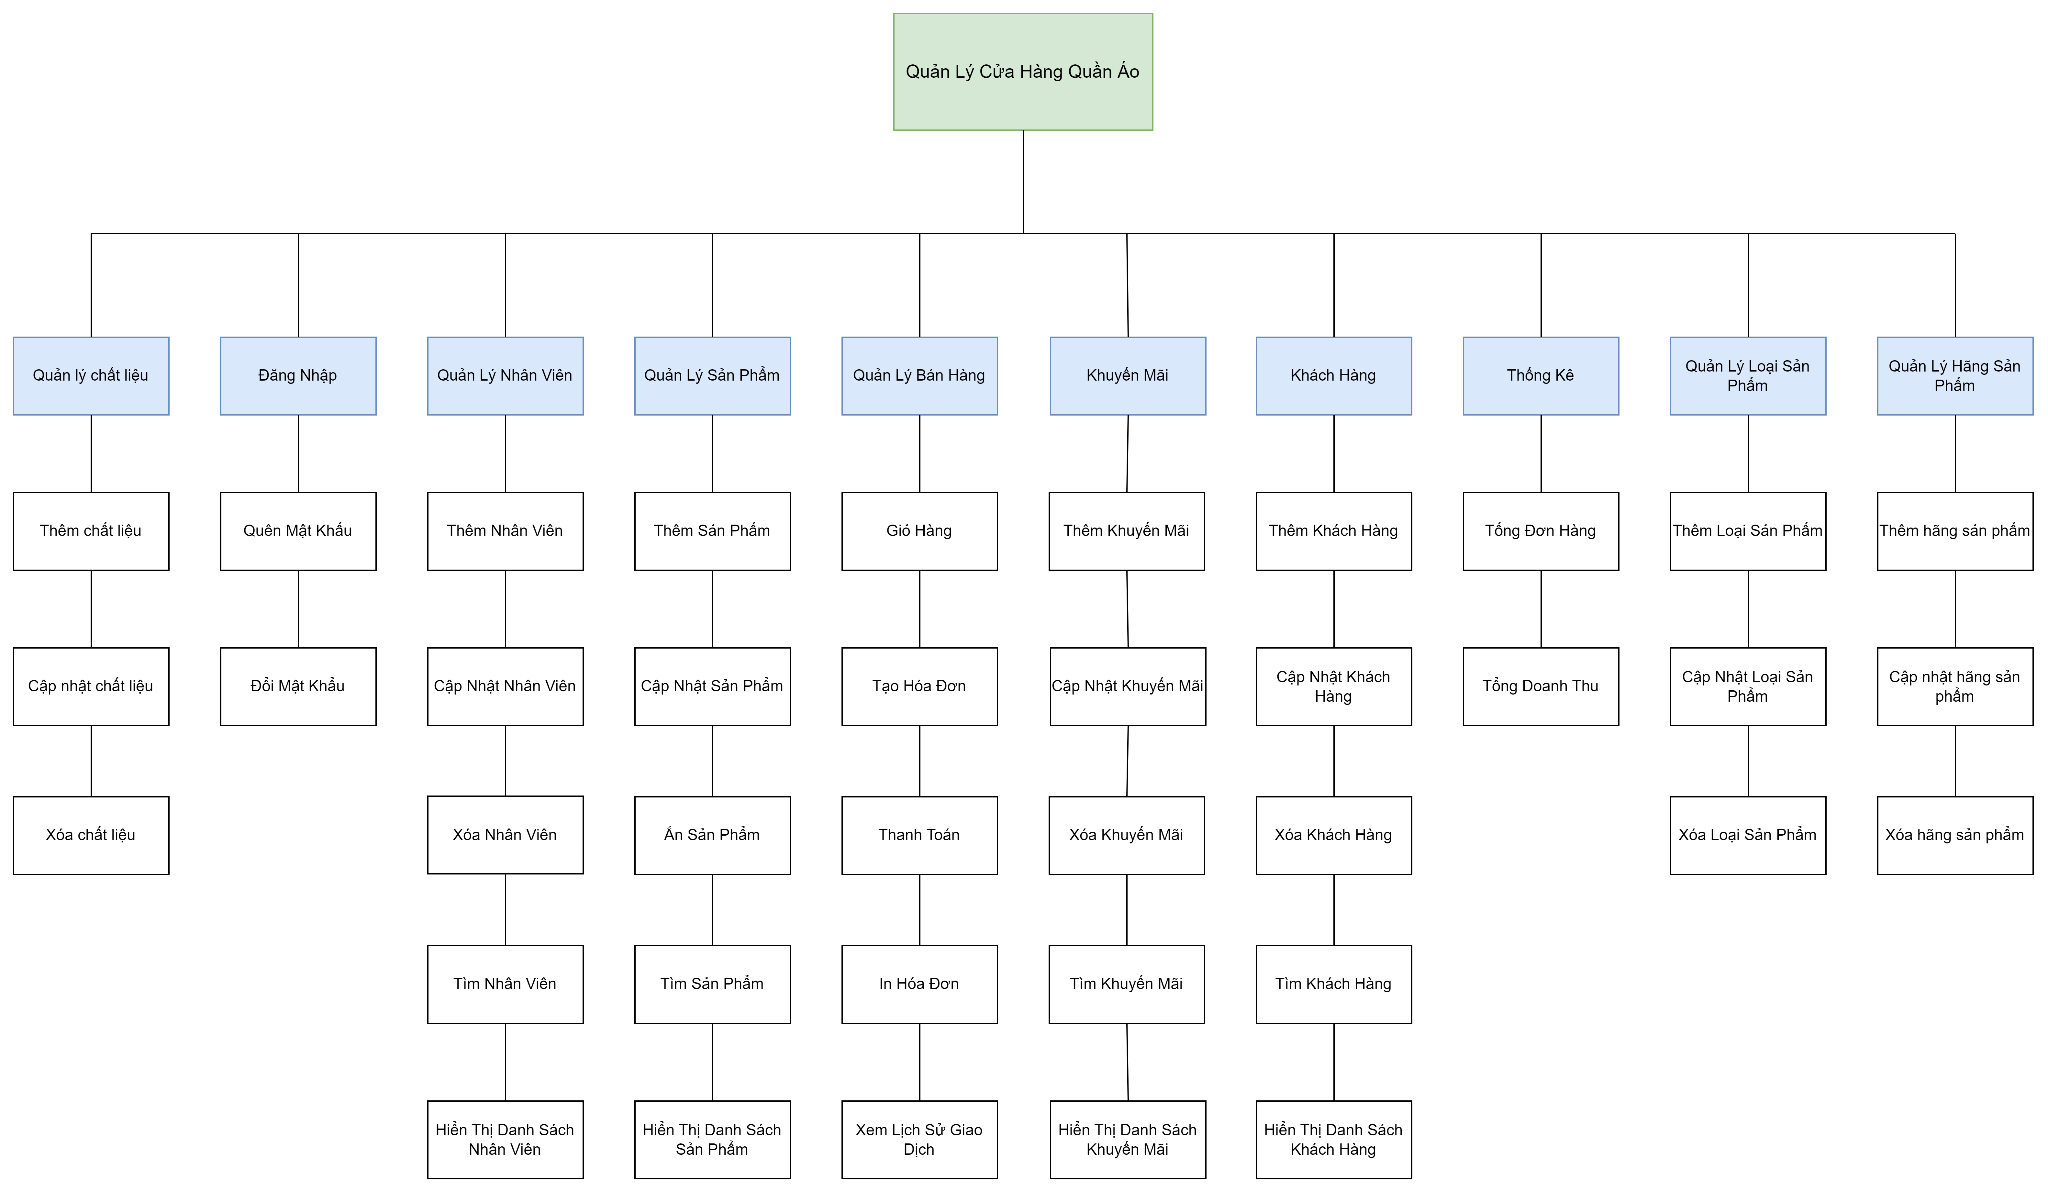 Quản Lý Cửa Hàng Quần Áo
Quản lý chất liệu
Đăng Nhập
Quản Lý Nhân Viên
Quản Lý Sản Phẩm
Quản Lý Bán Hàng
Khuyến Mãi
Khách Hàng
Thống Kê
Quản Lý Loại Sản
Phẩm
Quản Lý Hãng Sản
Phẩm
Thêm chất liệu
Quên Mật Khẩu
Thêm Nhân Viên
Thêm Sản Phẩm
Giỏ Hàng
Thêm Khuyến Mãi
Thêm Khách Hàng
Tổng Đơn Hàng
Thêm Loại Sản Phẩm
Thêm hãng sản phẩm
Cập nhật chất liệu
Đổi Mật Khẩu
Cập Nhật Nhân Viên
Cập Nhật Sản Phẩm
Tạo Hóa Đơn
Cập Nhật Khuyến Mãi
Cập Nhật Khách
Hàng
Tổng Doanh Thu
Cập Nhật Loại Sản
Phẩm
Cập nhật hãng sản
phẩm
Xóa chất liệu
Xóa Nhân Viên
Ẩn Sản Phẩm
Thanh Toán
Xóa Khuyến Mãi
Xóa Khách Hàng
Xóa Loại Sản Phẩm
Xóa hãng sản phẩm
Tìm Nhân Viên
Tìm Sản Phẩm
In Hóa Đơn
Tìm Khuyến Mãi
Tìm Khách Hàng
Hiển Thị Danh Sách
Nhân Viên
Hiển Thị Danh Sách
Sản Phẩm
Xem Lịch Sử Giao
Dịch
Hiển Thị Danh Sách
Khuyến Mãi
Hiển Thị Danh Sách
Khách Hàng